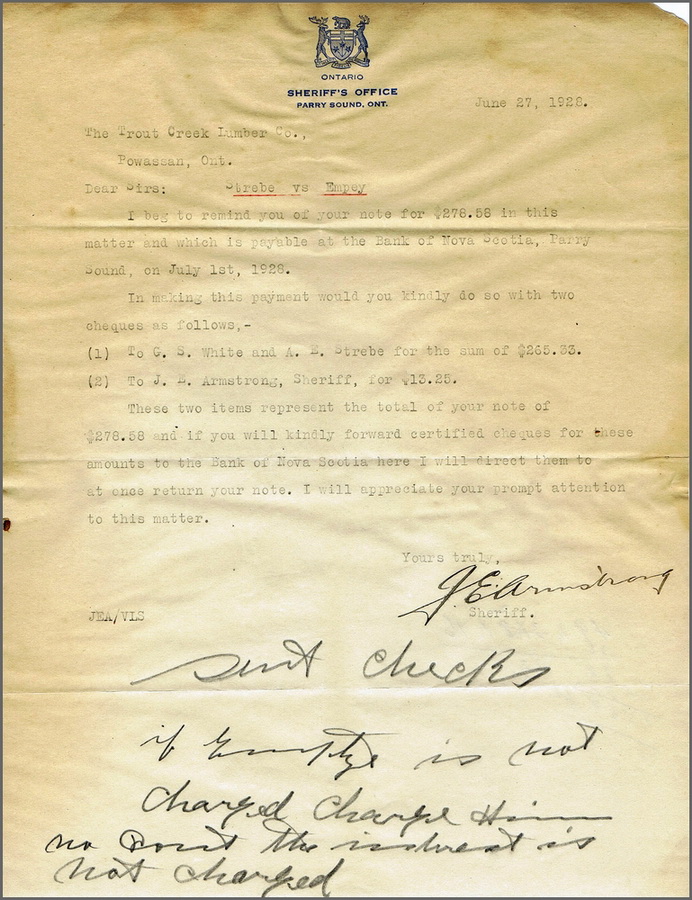 ONTARIO
SHERIFF'S OFFICE
PARRY SOUND, ONT.
June 27, 1928.
The Trout Creek Lumber Co.,
Powassan, Ont.
Dear Sirs: Strebe vs Empey
I beg to remind you of your note for $278.58 in this
matter and which is payable at the Bank of Nova Scotia, Parry
Sound, on July 1st, 1928.
In making this payment would you kindly do so with two
cheques as follows,-
(1) To G. S. White and A. E. Strebe for the sum of $265.33.
(2) To J. E. Armstrong, Sheriff, for $13.25.
These two items represent the total of your note of
$278.58 and if you will kindly forward certified cheques for these
amounts to the Bank of Nova Scotia here I will direct them to
at once return your note. I will appreciate your prompt attention
to this matter.
Yours truly,
J.E. Armstrong
JEA/VLS Sheriff.
sent checks
if is not
charged charge Him
no the interest is
not charged